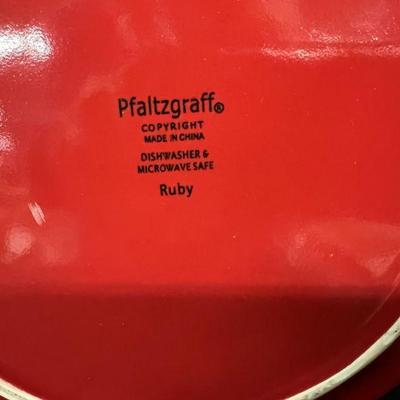 Pfaltzgraff®
COPYRIGHT
MADE IN CHINA
DISHWASHER &
MICROWAVE SAFE
Ruby